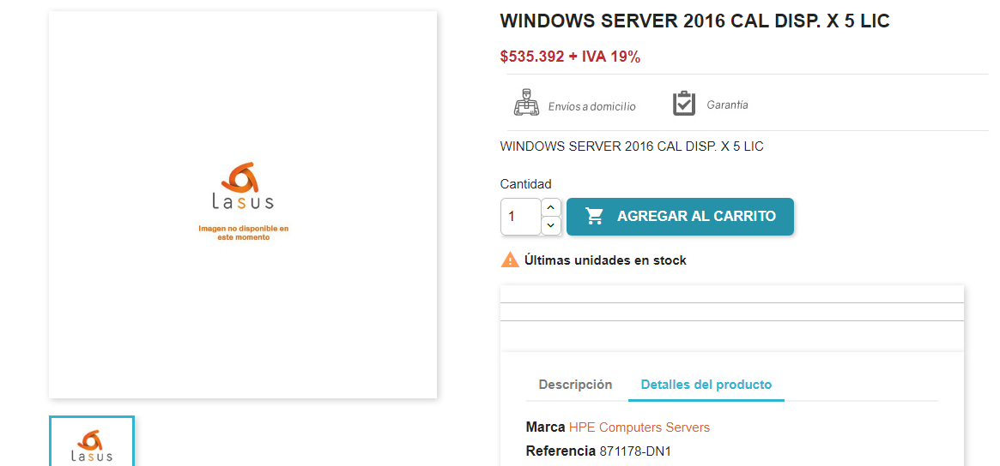 WINDOWS SERVER 2016 CAL DISP. X 5 LIC
$535.392 + IVA 19%
Envíos a domicilio
Garantía
WINDOWS SERVER 2016 CAL DISP. X 5 LIC
Cantidad
1
AGREGAR AL CARRITO
Últimas unidades en stock
Descripción
Detalles del producto
Marca HPE Computers Servers
Referencia 871178-DN1
Lasus
Imagen no disponible en
este momento
Lasus